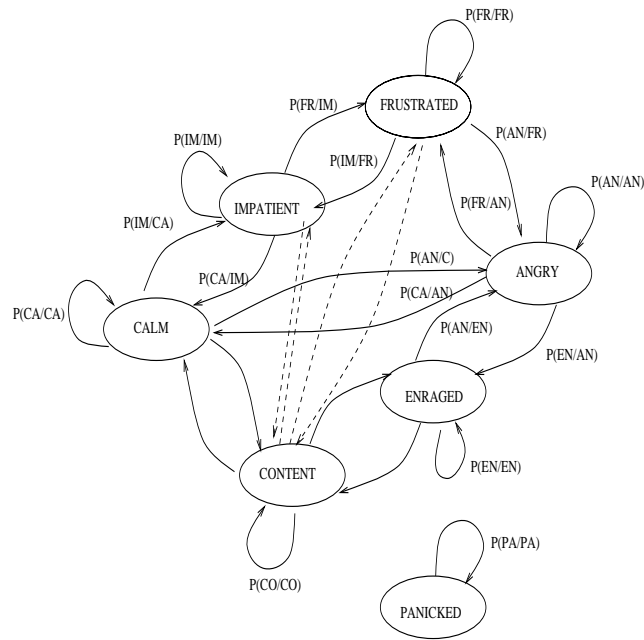 P(FR/FR)
FRUSTRATED
P(FR/IM)
P(AN/FR)
P(IM/IM)
P(IM/FR)
P(AN/AN)
IMPATIENT
P(FR/AN)
P(IM/CA)
P(AN/C)
ANGRY
P(CA/IM)
P(CA/AN)
P(CA/CA)
CALM
P(AN/EN)
P(EN/AN)
ENRAGED
CONTENT
P(EN/EN)
P(CO/CO)
P(PA/PA)
PANICKED